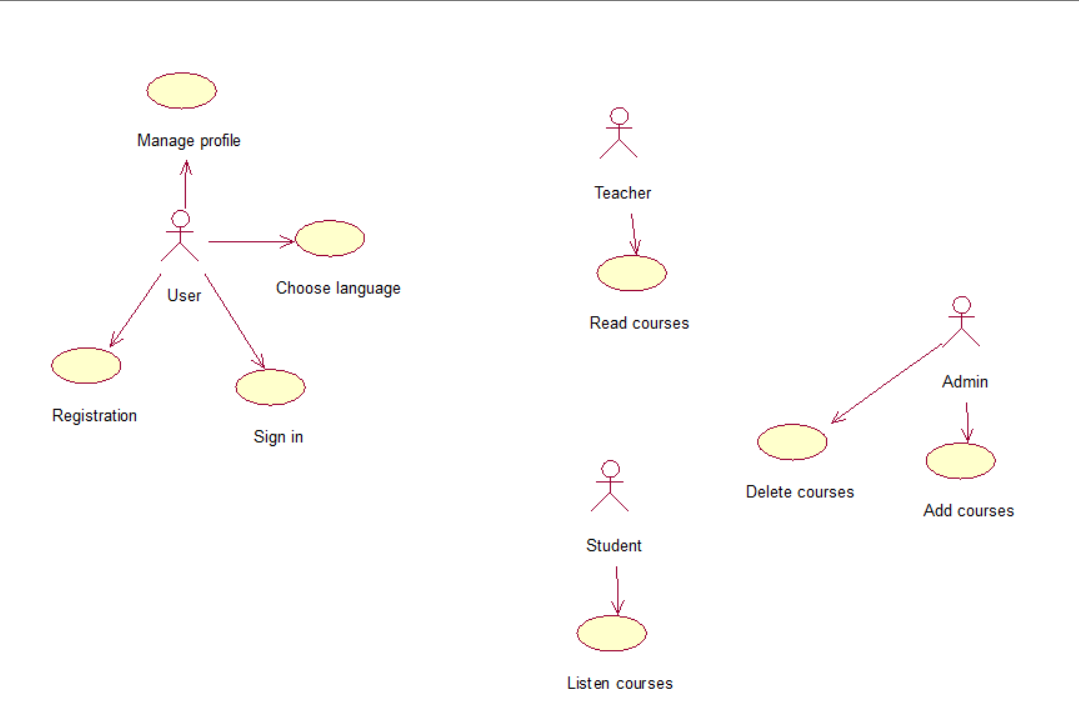 Manage profile
Teacher
Choose language
User
Read courses
Admin
Registration
Sign in
Delete courses
Add courses
Student
Listen courses